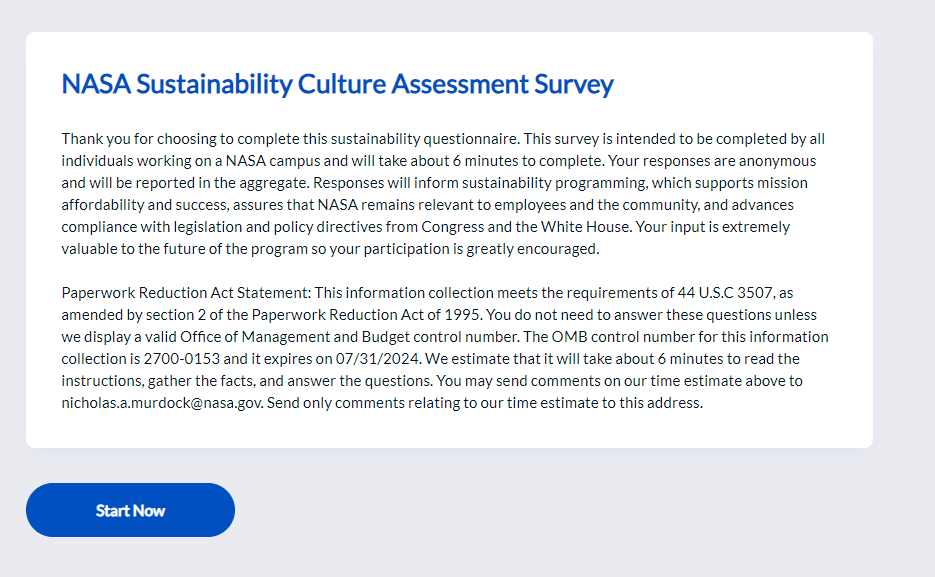 NASA Sustainability Culture Assessment Survey
Thank you for choosing to complete this sustainability questionnaire. This survey is intended to be completed by all
individuals working on a NASA campus and will take about 6 minutes to complete. Your responses are anonymous
and will be reported in the aggregate. Responses will inform sustainability programming, which supports mission
affordability and success, assures that NASA remains relevant to employees and the community, and advances
compliance with legislation and policy directives from Congress and the White House. Your input is extremely
valuable to the future of the program so your participation is greatly encouraged.
Paperwork Reduction Act Statement: This information collection meets the requirements of 44 U.S.C 3507, as
amended by section 2 of the Paperwork Reduction Act of 1995. You do not need to answer these questions unless
we display a valid Office of Management and Budget control number. The OMB control number for this information
collection is 2700-0153 and it expires on 07/31/2024. We estimate that it will take about 6 minutes to read the
instructions, gather the facts, and answer the questions. You may send comments on our time estimate above to
nicholas.a.murdock@nasa.gov. Send only comments relating to our time estimate to this address.
Start Now